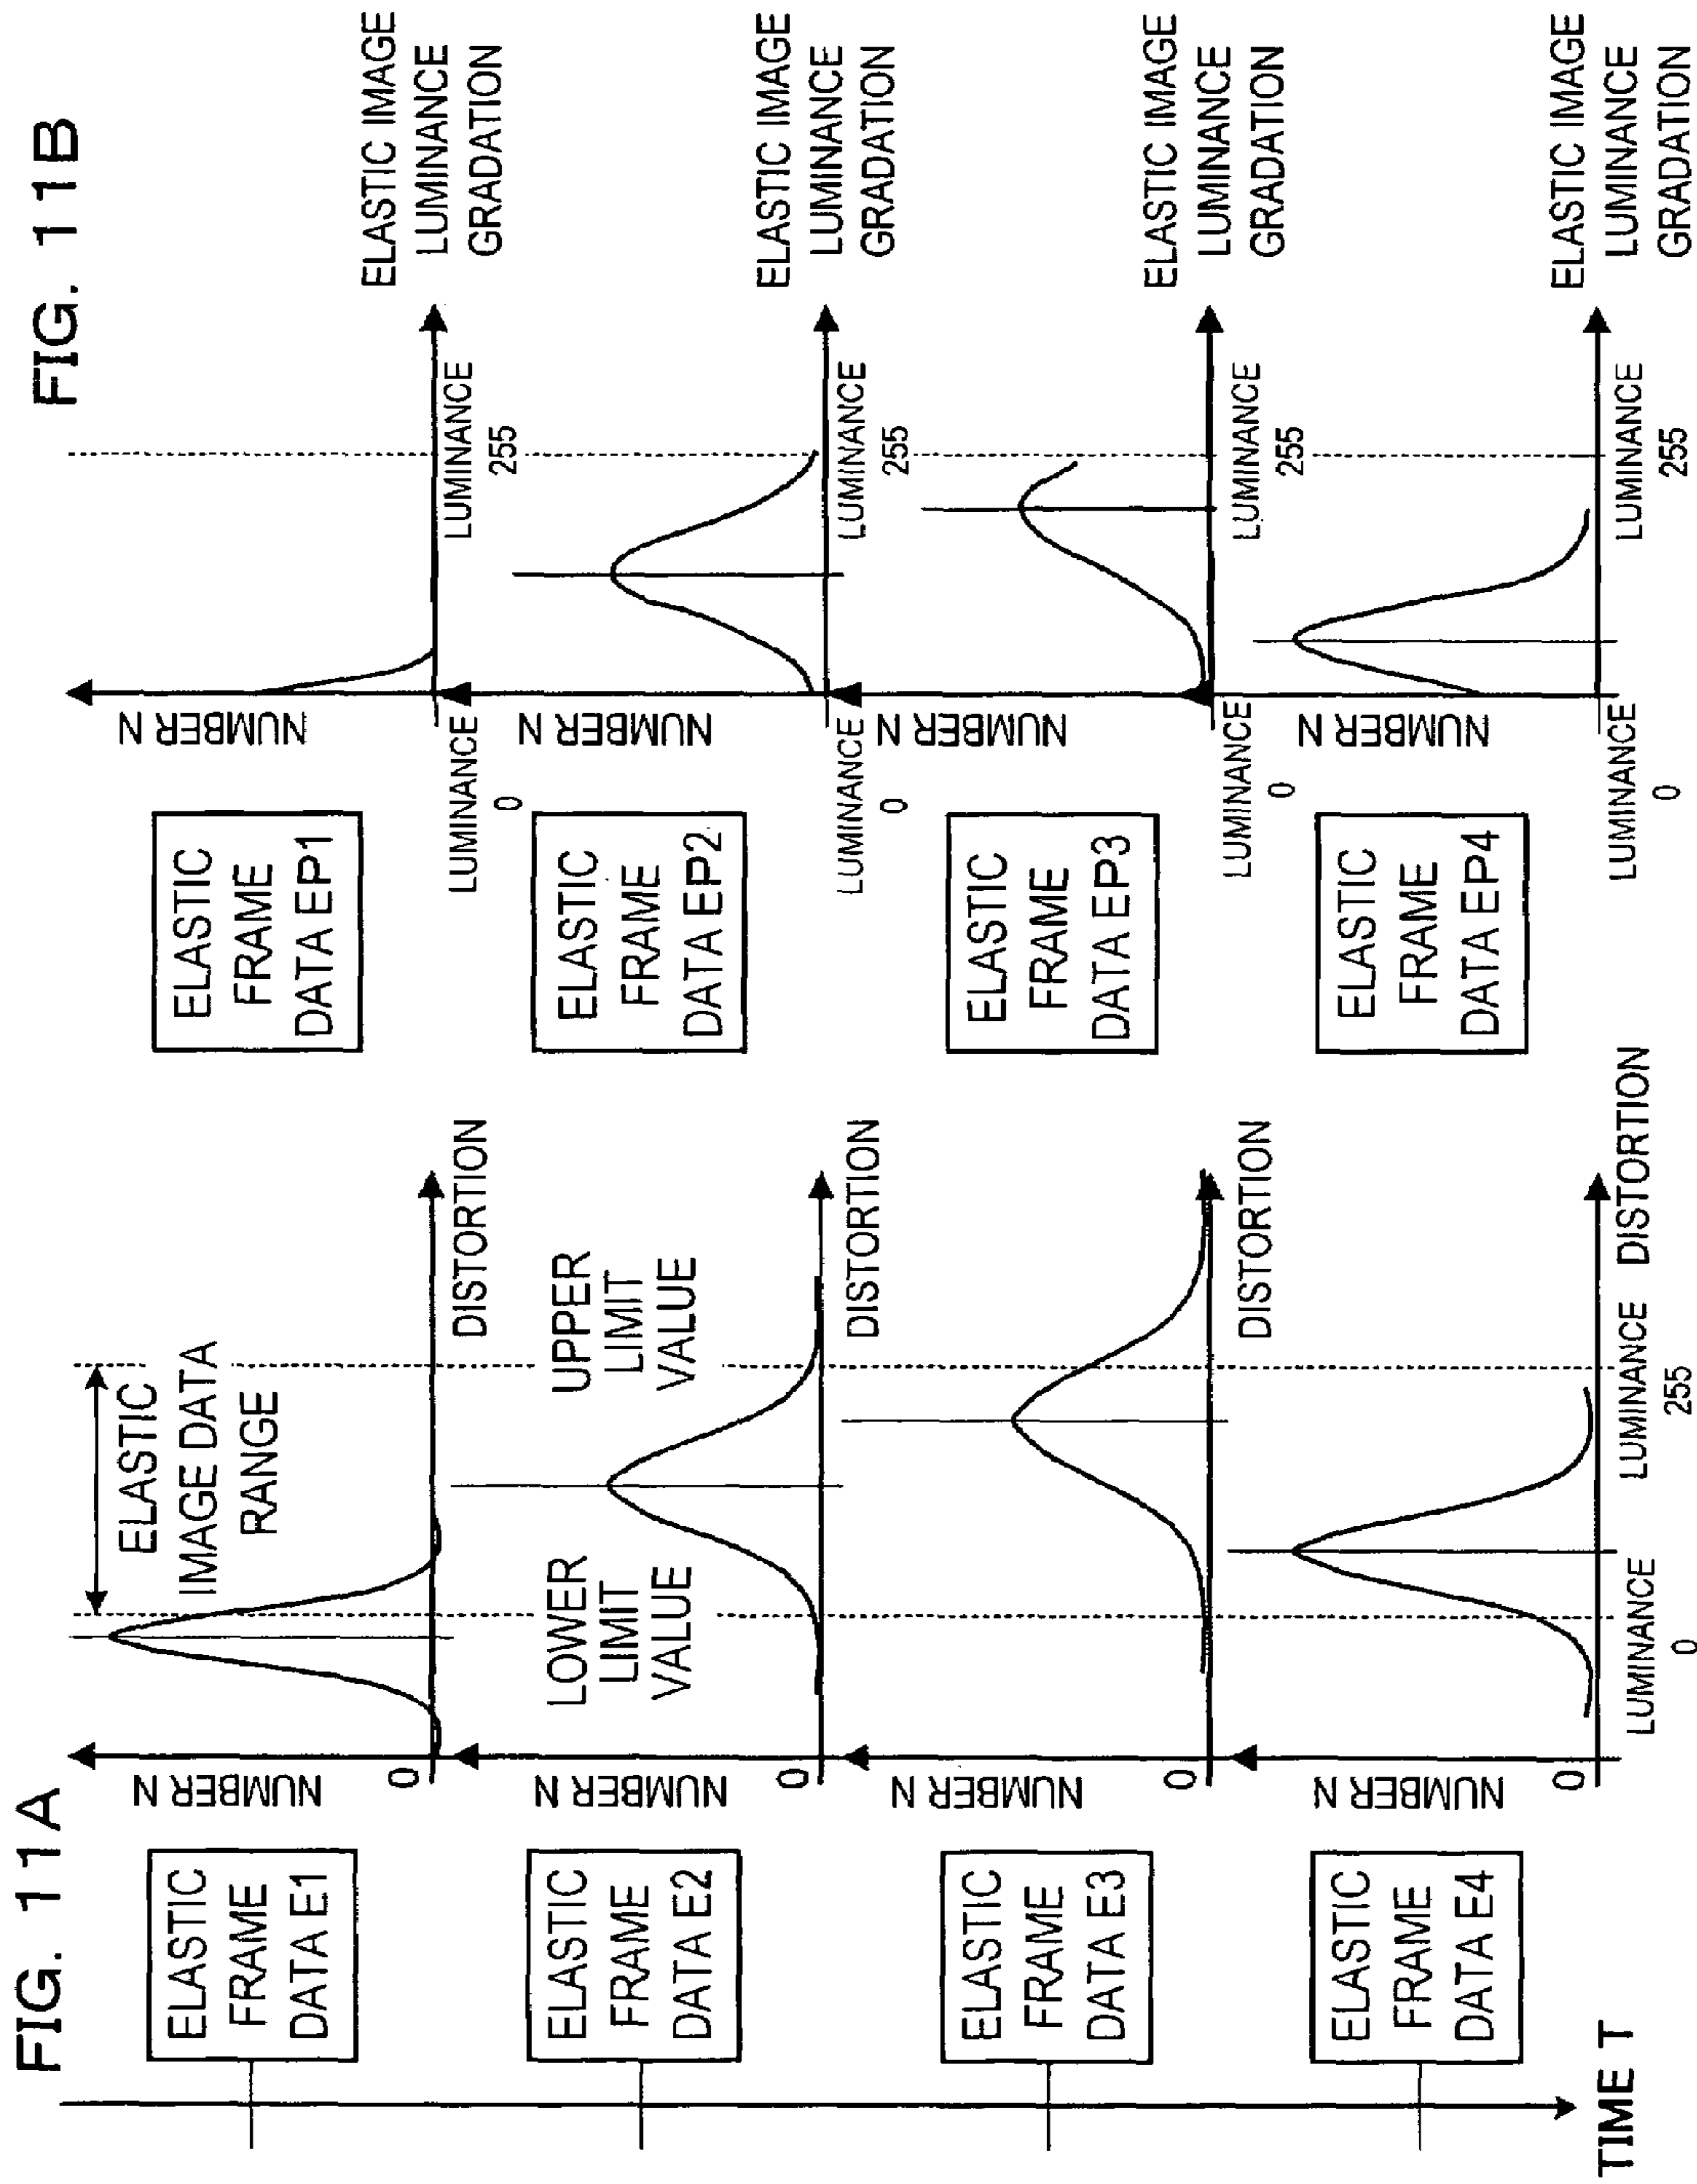 FIG. 11A
ELASTIC
FRAME
DATA E1
NUMBER N
0
ELASTIC
IMAGE DATA
RANGE
DISTORTION
ELASTIC
FRAME
DATA E2
NUMBER N
0
LOWER
LIMIT
VALUE
UPPER
LIMIT
VALUE
DISTORTION
ELASTIC
FRAME
DATA E3
NUMBER N
0
DISTORTION
ELASTIC
FRAME
DATA E4
NUMBER N
0
LUMINANCE
0
LUMINANCE
255
DISTORTION
TIME T
FIG. 11B
ELASTIC
FRAME
DATA EP1
NUMBER N
LUMINANCE
0
LUMINANCE
255
ELASTIC IMAGE
LUMINANCE
GRADATION
ELASTIC
FRAME
DATA EP2
NUMBER N
LUMINANCE
0
LUMINANCE
255
ELASTIC IMAGE
LUMINANCE
GRADATION
ELASTIC
FRAME
DATA EP3
NUMBER N
LUMINANCE
0
LUMINANCE
255
ELASTIC IMAGE
LUMINANCE
GRADATION
ELASTIC
FRAME
DATA EP4
NUMBER N
LUMINANCE
0
LUMINANCE
255
ELASTIC IMAGE
LUMINANCE
GRADATION